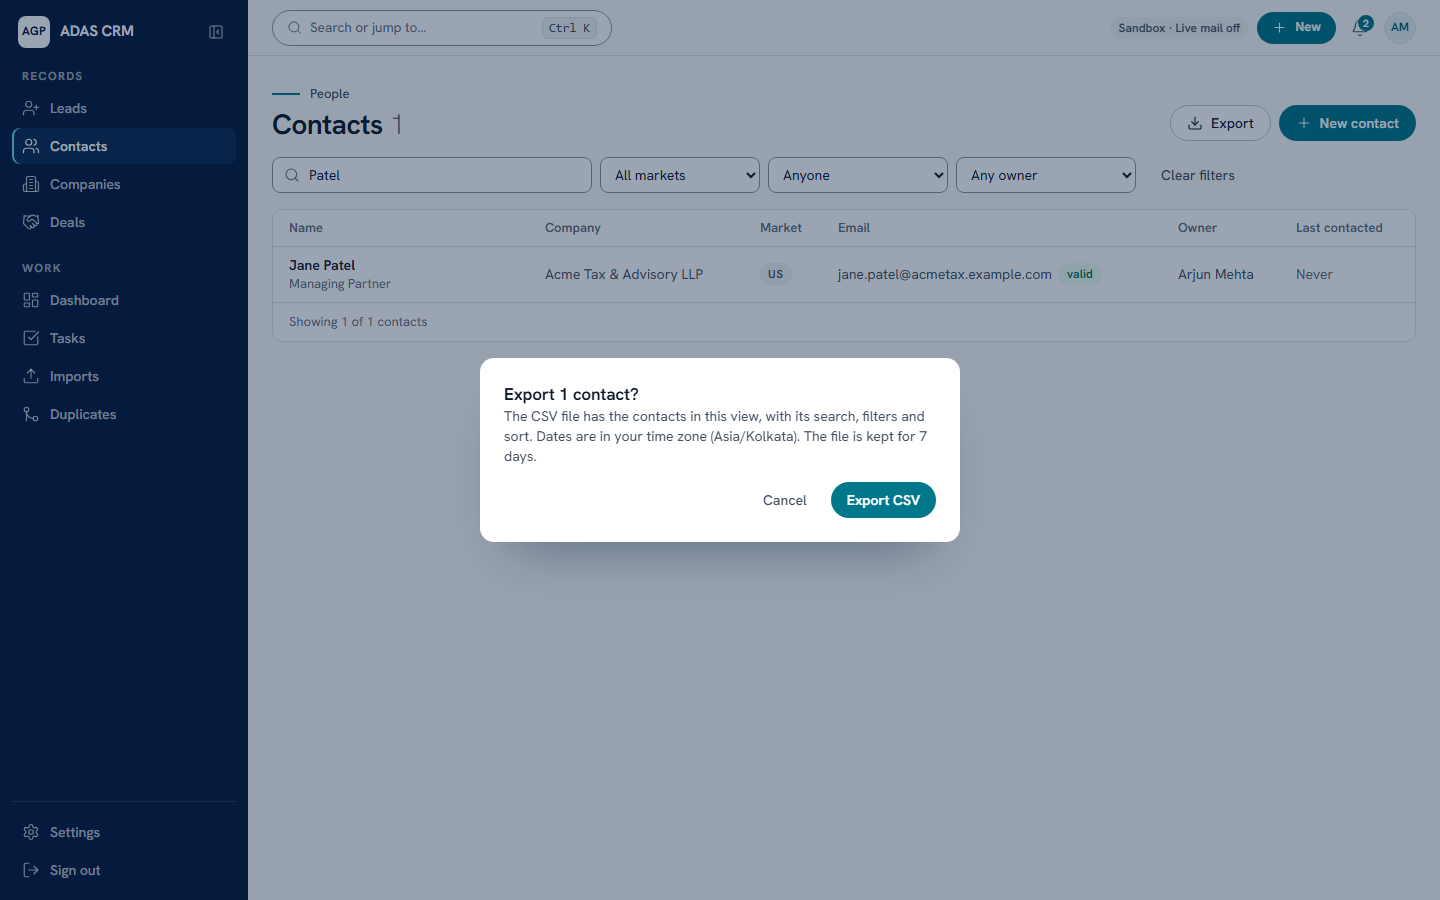 AGP
ADAS CRM
RECORDS
Leads
Contacts
Companies
Deals
WORK
Dashboard
Tasks
Imports
Duplicates
Settings
Sign out
Search or jump to...
Ctrl K
Sandbox · Live mail off
New
2
AM
People
Contacts 1
Export
New contact
Patel
All markets
Anyone
Any owner
Clear filters
Name Company Market Email Owner Last contacted
Jane Patel
Managing Partner
Acme Tax & Advisory LLP
US
jane.patel@acmetax.example.com
valid
Arjun Mehta
Never
Showing 1 of 1 contacts
Export 1 contact?
The CSV file has the contacts in this view, with its search, filters and
sort. Dates are in your time zone (Asia/Kolkata). The file is kept for 7
days.
Cancel
Export CSV